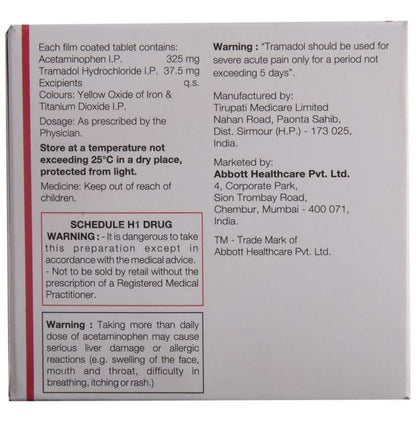 Each film coated tablet contains:
Acetaminophen I.P. 325 mg
Tramadol Hydrochloride I.P. 37.5 mg
Excipients q.s.
Colours: Yellow Oxide of Iron &
Titanium Dioxide I.P.
Dosage: As prescribed by the
Physician.
Store at a temperature not
exceeding 25°C in a dry place,
protected from light.
Medicine: Keep out of reach of
children.
SCHEDULE H1 DRUG
WARNING : - It is dangerous to take
this preparation except in
accordance with the medical advice.
- Not to be sold by retail without the
prescription of a Registered Medical
Practitioner.
Warning : Taking more than daily
dose of acetaminophen may cause
serious liver damage or allergic
reactions (e.g. swelling of the face,
mouth and throat, difficulty in
breathing, itching or rash.)
Warning : "Tramadol should be used for
severe acute pain only for a period not
exceeding 5 days".
Manufactured by:
Tirupati Medicare Limited
Nahan Road, Paonta Sahib,
Dist. Sirmour (H.P.) - 173 025,
India.
Marketed by:
Abbott Healthcare Pvt. Ltd.
4, Corporate Park,
Sion Trombay Road,
Chembur, Mumbai - 400 071,
India.
TM - Trade Mark of
Abbott Healthcare Pvt. Ltd.